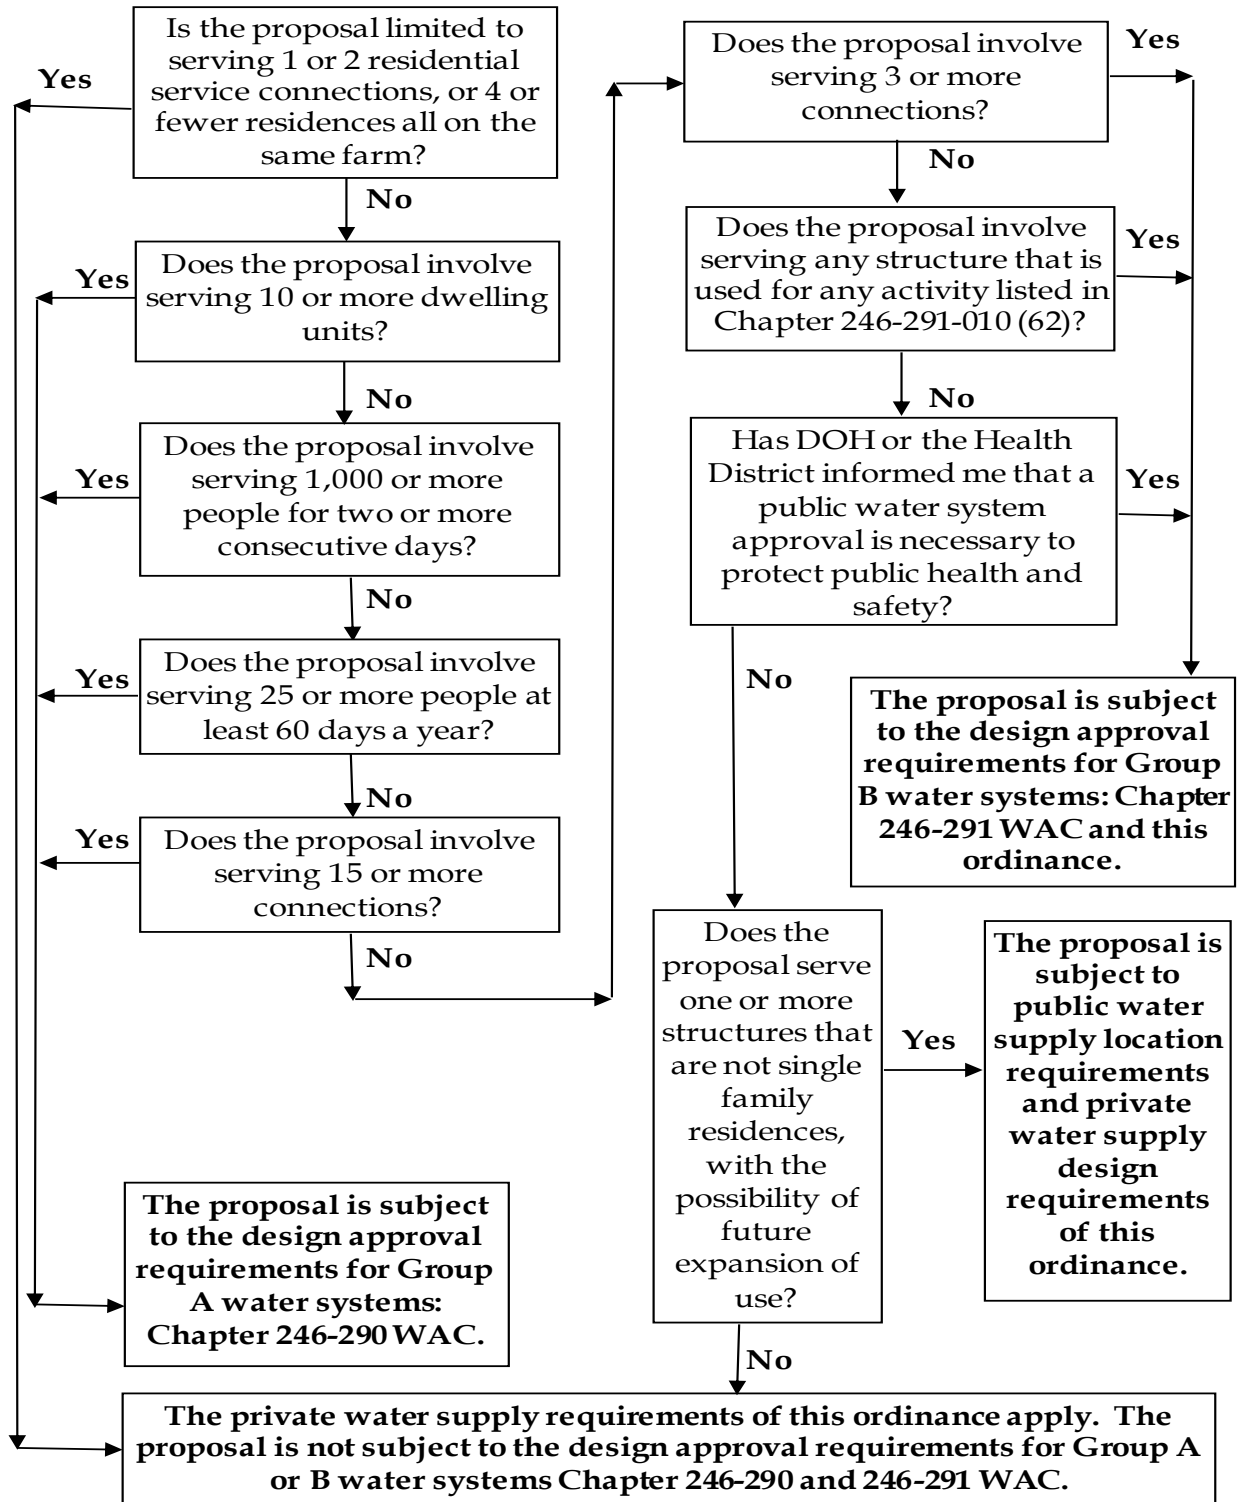 Is the proposal limited to
serving 1 or 2 residential
service connections, or 4 or
fewer residences all on the
same farm?
Yes
No
Does the proposal involve
serving 10 or more dwelling
units?
Yes
No
Does the proposal involve
serving 1,000 or more
people for two or more
consecutive days?
Yes
No
Does the proposal involve
serving 25 or more people at
least 60 days a year?
Yes
No
Does the proposal involve
serving 15 or more
connections?
Yes
No
Does the proposal involve
serving 3 or more
connections?
Yes
No
Does the proposal involve
serving any structure that is
used for any activity listed in
Chapter 246-291-010 (62)?
Yes
No
Has DOH or the Health
District informed me that a
public water system
approval is necessary to
protect public health and
safety?
Yes
No
The proposal is subject
to the design approval
requirements for Group
B water systems: Chapter
246-291 WAC and this
ordinance.
Does the
proposal serve
one or more
structures that
are not single
family
residences,
with the
possibility of
future
expansion of
use?
Yes
No
The proposal is
subject to
public water
supply location
requirements
and private
water supply
design
requirements
of this
ordinance.
The proposal is subject
to the design approval
requirements for Group
A water systems:
Chapter 246-290 WAC.
The private water supply requirements of this ordinance apply. The
proposal is not subject to the design approval requirements for Group A
or B water systems Chapter 246-290 and 246-291 WAC.